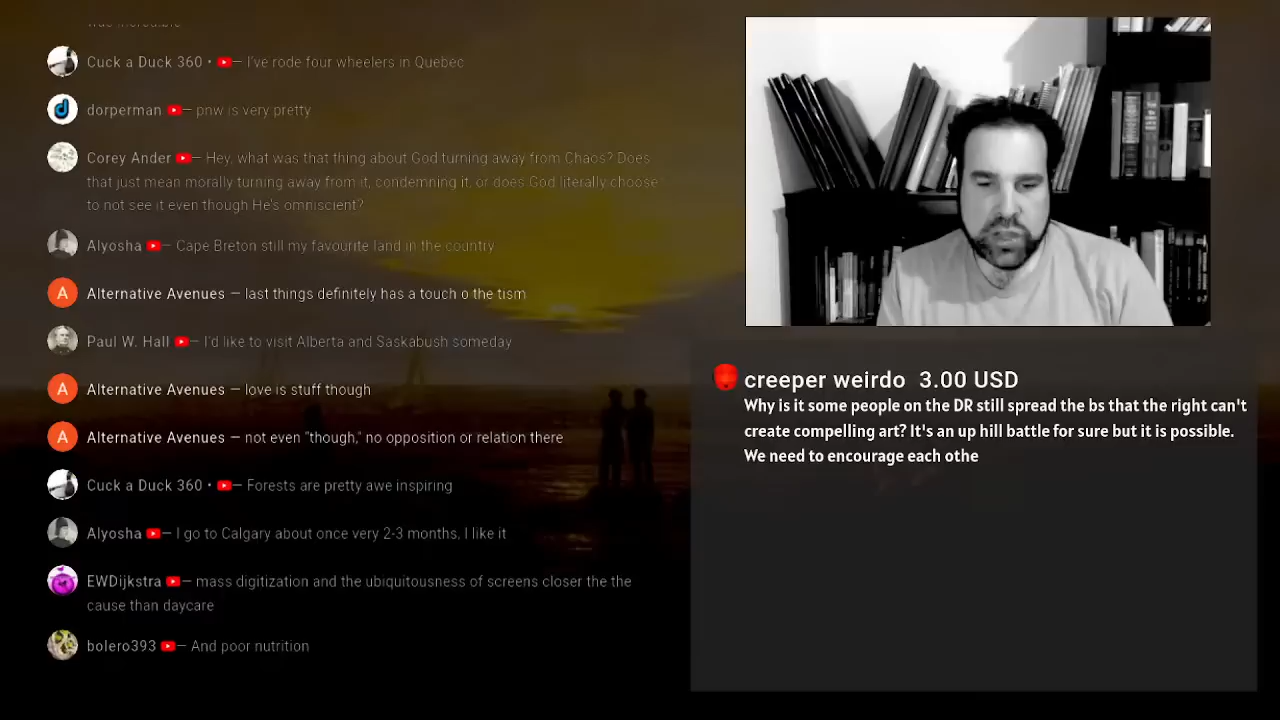 was incredible
Cuck a Duck 360 • — I've rode four wheelers in Quebec
dorperman — pnw is very pretty
Corey Ander — Hey, what was that thing about God turning away from Chaos? Does
that just mean morally turning away from it, condemning it, or does God literally choose
to not see it even though He's omniscient?
Alyosha — Cape Breton still my favourite land in the country
A Alternative Avenues — last things definitely has a touch o the tism
Paul W. Hall — I'd like to visit Alberta and Saskabush someday
A Alternative Avenues — love is stuff though
A Alternative Avenues — not even "though," no opposition or relation there
Cuck a Duck 360 • — Forests are pretty awe inspiring
Alyosha — I go to Calgary about once very 2-3 months, I like it
EWDijkstra — mass digitization and the ubiquitousness of screens closer the the
cause than daycare
bolero393 — And poor nutrition
creeper weirdo 3.00 USD
Why is it some people on the DR still spread the bs that the right can't
create compelling art? It's an up hill battle for sure but it is possible.
We need to encourage each othe